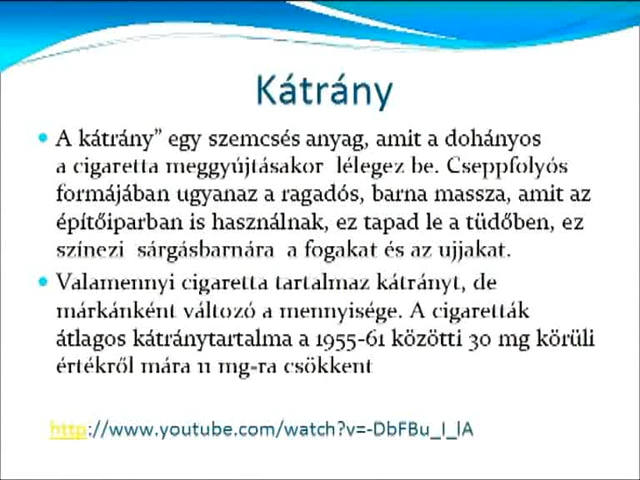 Kátrány
A kátrány” egy szemcsés anyag, amit a dohányos
a cigaretta meggyújtásakor lélegez be. Cseppfolyós
formájában ugyanaz a ragadós, barna massza, amit az
építőiparban is használnak, ez tapad le a tüdőben, ez
színezi sárgásbarnára a fogakat és az ujjakat.
Valamennyi cigaretta tartalmaz kátrányt, de
márkánként változó a mennyisége. A cigaretták
átlagos kátránytartalma a 1955-61 közötti 30 mg körüli
értékről mára 11 mg-ra csökkent
http://www.youtube.com/watch?v=-DbFBu_I_lA